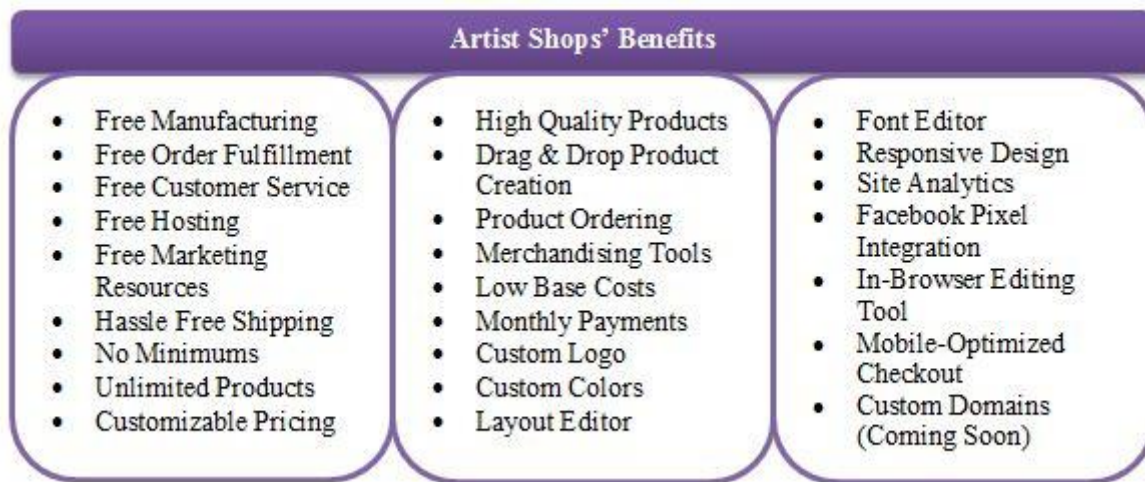 Artist Shops’ Benefits
• Free Manufacturing
• Free Order Fulfillment
• Free Customer Service
• Free Hosting
• Free Marketing
Resources
• Hassle Free Shipping
• No Minimums
• Unlimited Products
• Customizable Pricing
• High Quality Products
• Drag & Drop Product
Creation
• Product Ordering
• Merchandising Tools
• Low Base Costs
• Monthly Payments
• Custom Logo
• Custom Colors
• Layout Editor
• Font Editor
• Responsive Design
• Site Analytics
• Facebook Pixel
Integration
• In-Browser Editing
Tool
• Mobile-Optimized
Checkout
• Custom Domains
(Coming Soon)